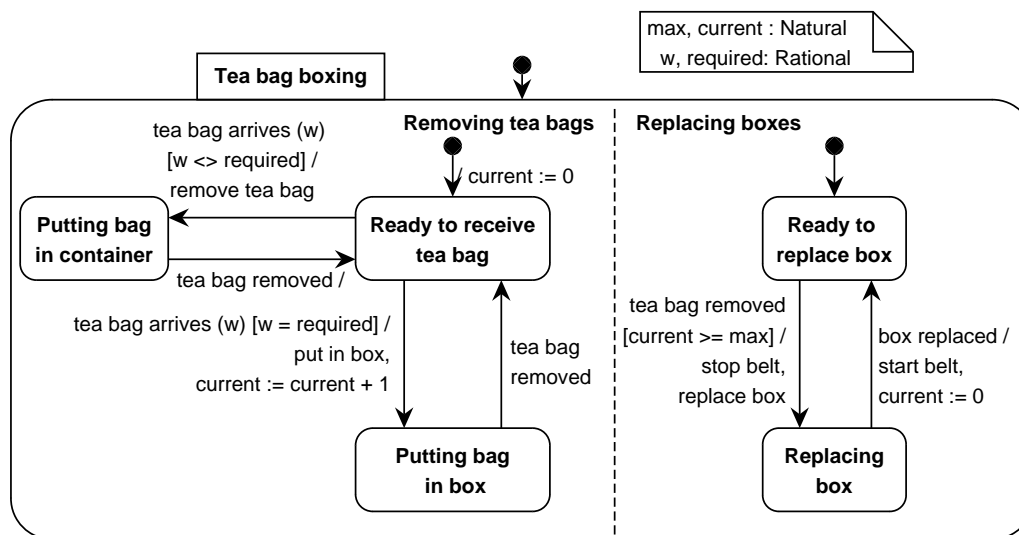 max, current : Natural
w, required: Rational
Tea bag boxing
Removing tea bags
Replacing boxes
tea bag arrives (w)
[w <> required] /
remove tea bag
/ current := 0
Putting bag
in container
Ready to receive
tea bag
Ready to
replace box
tea bag removed /
tea bag arrives (w) [w = required] /
put in box,
current := current + 1
tea bag
removed
tea bag removed
[current >= max] /
stop belt,
replace box
box replaced /
start belt,
current := 0
Putting bag
in box
Replacing
box